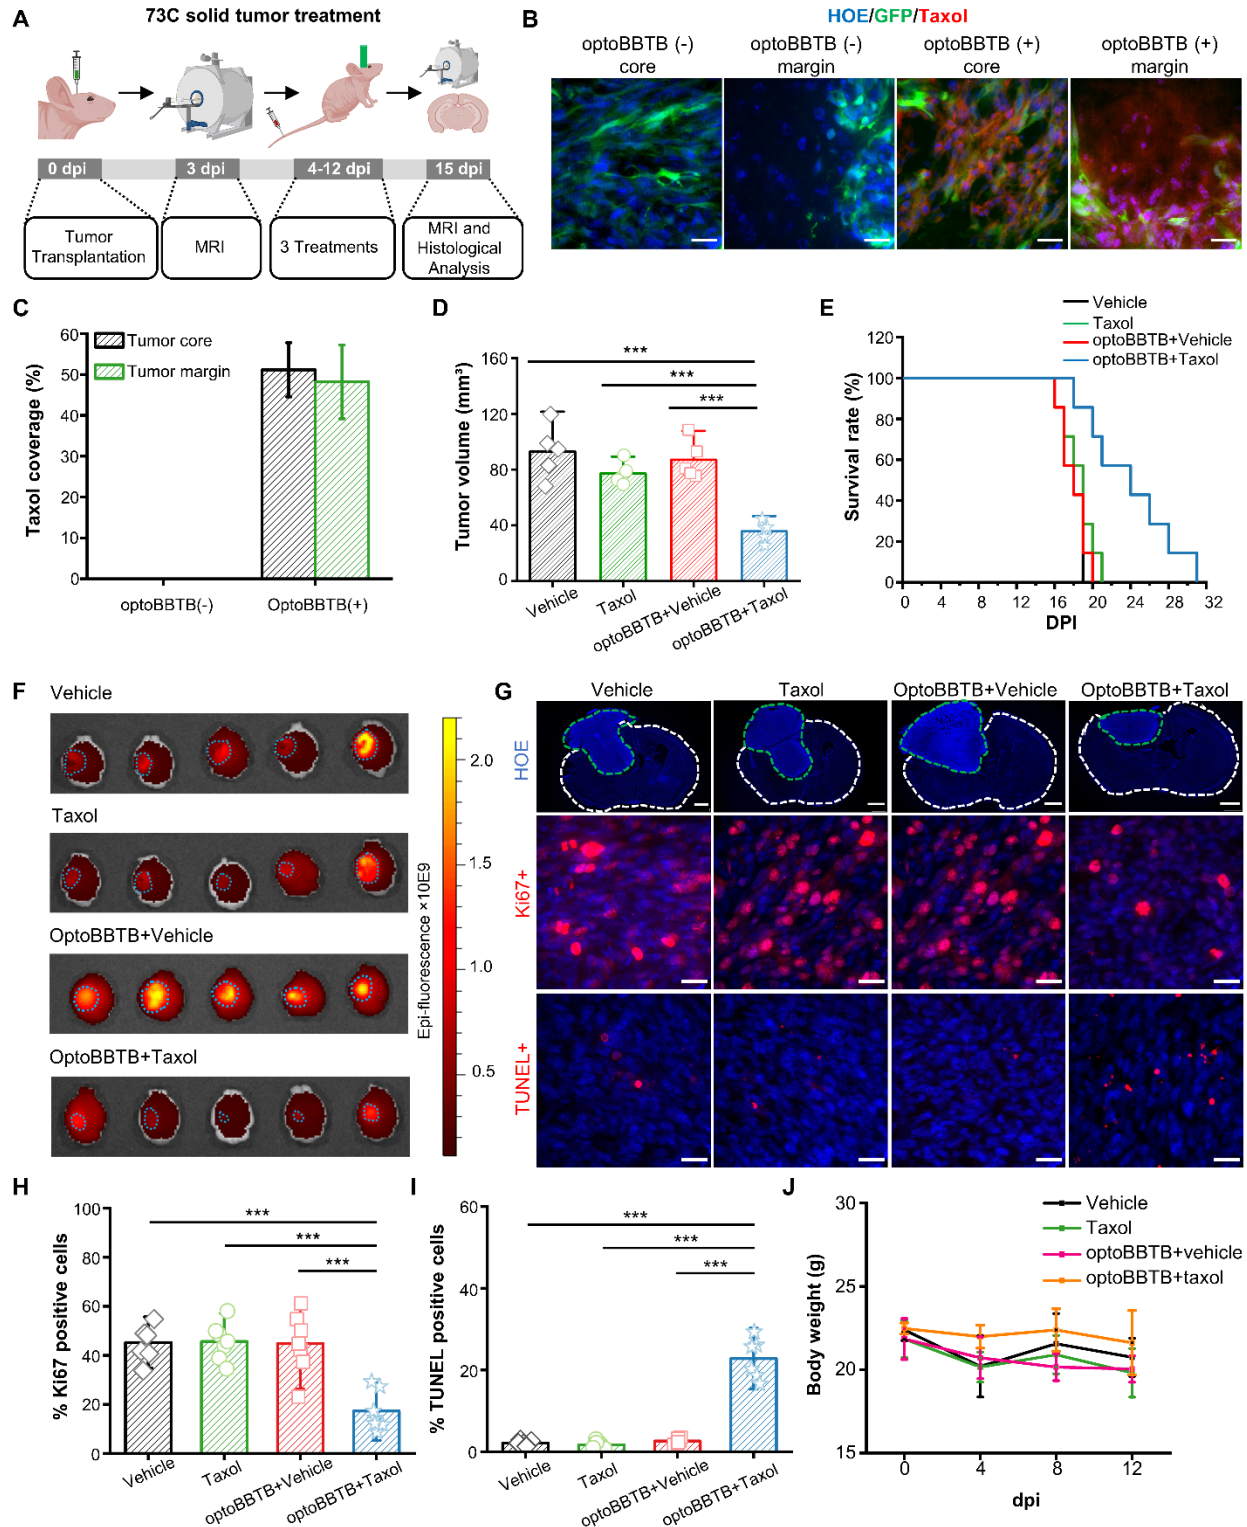 A
73C solid tumor treatment
0 dpi
3 dpi
4-12 dpi
15 dpi
Tumor
Transplantation
MRI
3 Treatments
MRI and
Histological
Analysis
B
HOE/GFP/Taxol
optoBBTB (-)
core
optoBBTB (-)
margin
optoBBTB (+)
core
optoBBTB (+)
margin
C
Taxol coverage (%)
60
50
40
30
20
10
0
Tumor core
Tumor margin
optoBBTB(-)
OptoBBTB(+)
D
Tumor volume (mm³)
160
120
80
40
0
***
***
***
Vehicle
Taxol
optoBBTB+Vehicle
optoBBTB+Taxol
E
Vehicle
Taxol
optoBBTB+Vehicle
optoBBTB+Taxol
Survival rate (%)
120
100
80
60
40
20
0
0 4 8 12 16 20 24 28 32
DPI
F
Vehicle
Taxol
OptoBBTB+Vehicle
OptoBBTB+Taxol
2.0
1.5
1.0
0.5
Epi-fluorescence ×10E9
G
Vehicle
Taxol
OptoBBTB+Vehicle
OptoBBTB+Taxol
HOE
Ki67+
TUNEL+
H
% Ki67 positive cells
100
80
60
40
20
0
***
***
***
Vehicle
Taxol
optoBBTB+Vehicle
optoBBTB+Taxol
I
% TUNEL positive cells
60
40
20
0
***
***
***
Vehicle
Taxol
optoBBTB+Vehicle
optoBBTB+Taxol
J
Body weight (g)
30
25
20
15
Vehicle
Taxol
optoBBTB+vehicle
optoBBTB+taxol
0 4 8 12
dpi